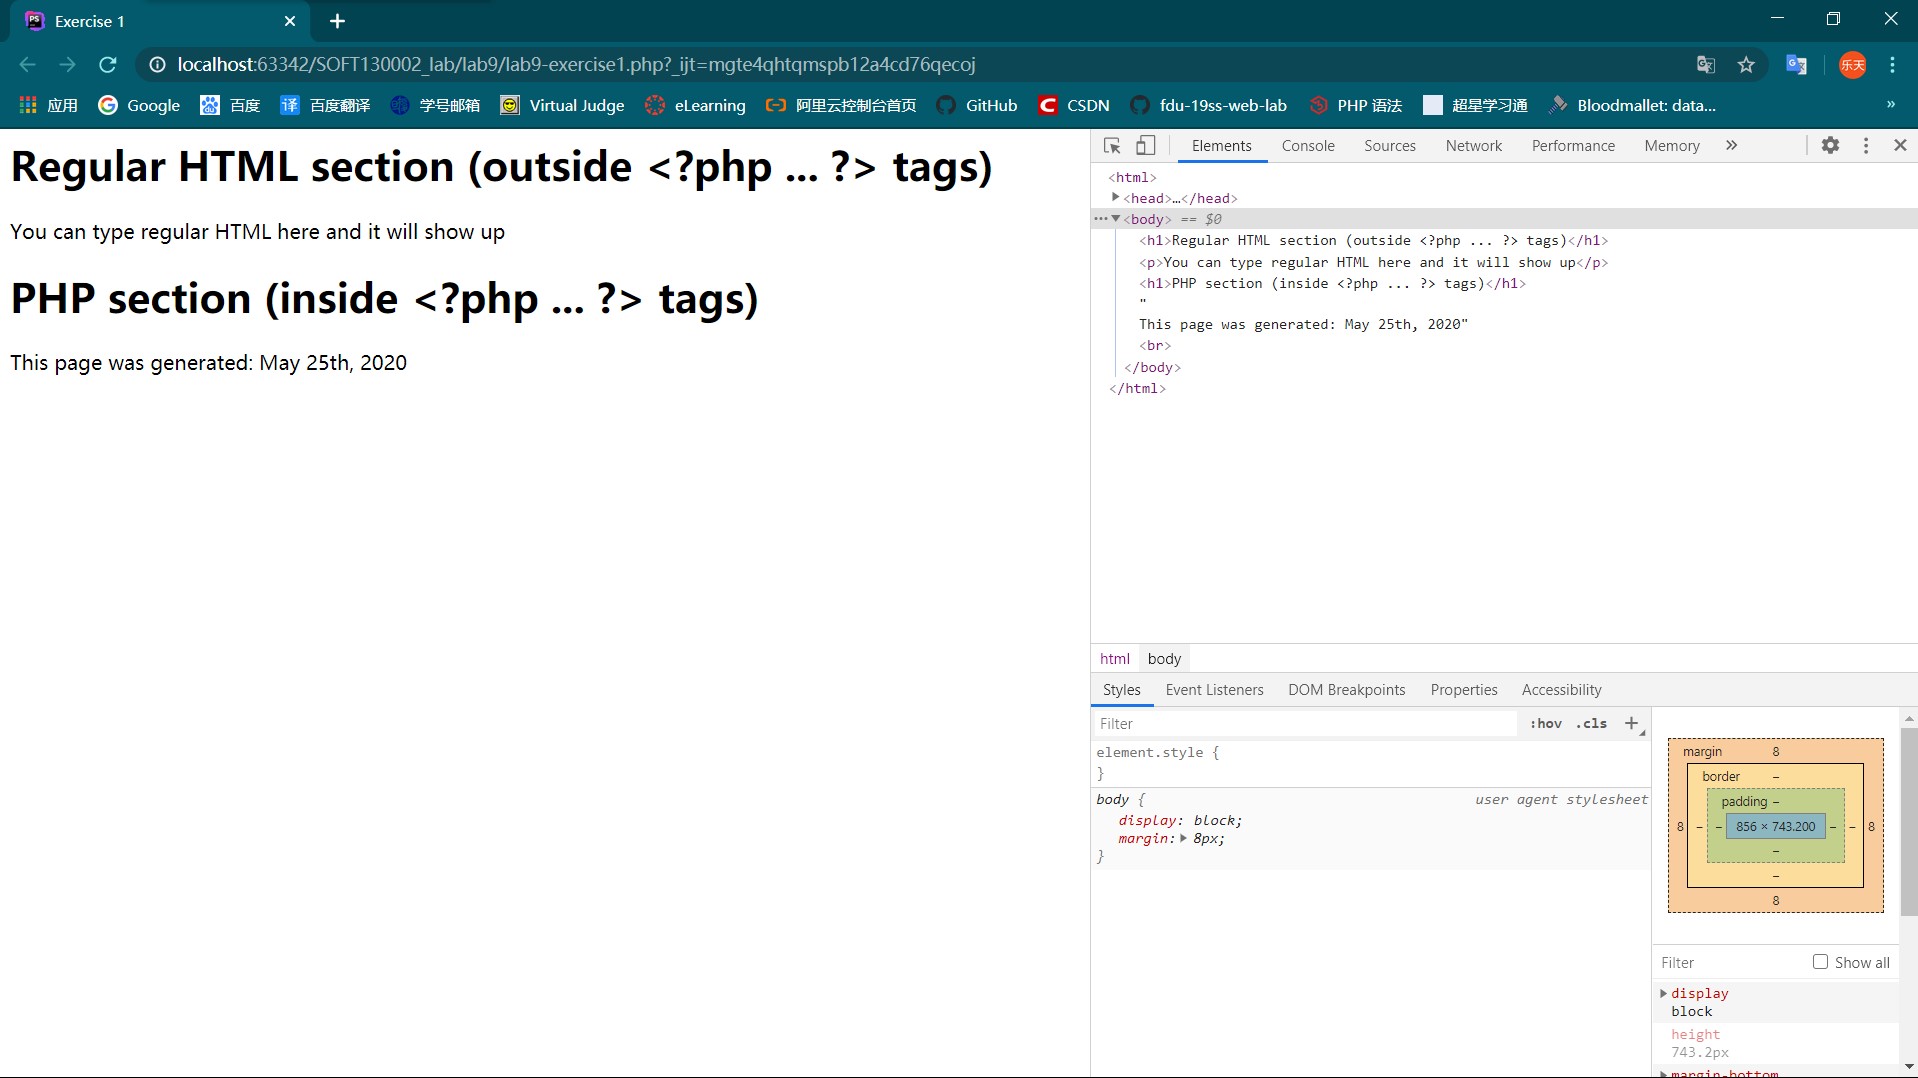 Exercise 1
localhost:63342/SOFT130002_lab/lab9/lab9-exercise1.php?_ijt=mgte4qhtqmspb12a4cd76qecoj
乐天
应用 Google 百度 译 百度翻译 学号邮箱 Virtual Judge eLearning 阿里云控制台首页 GitHub CSDN fdu-19ss-web-lab PHP 语法 超星学习通 Bloodmallet: data... »
Regular HTML section (outside <?php ... ?> tags)
You can type regular HTML here and it will show up
PHP section (inside <?php ... ?> tags)
This page was generated: May 25th, 2020
Elements Console Sources Network Performance Memory »
<html>
<head>…</head>
<body> == $0
<h1>Regular HTML section (outside <?php ... ?> tags)</h1>
<p>You can type regular HTML here and it will show up</p>
<h1>PHP section (inside <?php ... ?> tags)</h1>
"
This page was generated: May 25th, 2020"
<br>
</body>
</html>
html body
Styles Event Listeners DOM Breakpoints Properties Accessibility
Filter :hov .cls +
element.style {
}
body { user agent stylesheet
display: block;
margin: 8px;
}
margin 8
border –
padding –
8 – – 856 × 743.200 – – 8
–
–
8
Filter Show all
display
block
height
743.2px
margin-bottom